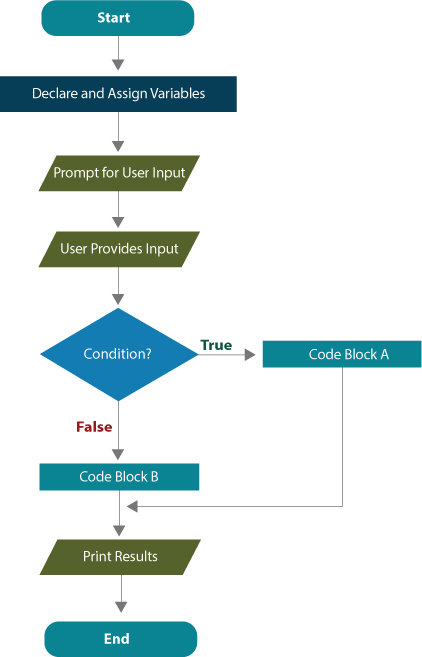 Start
Declare and Assign Variables
Prompt for User Input
User Provides Input
Condition?
True
Code Block A
False
Code Block B
Print Results
End